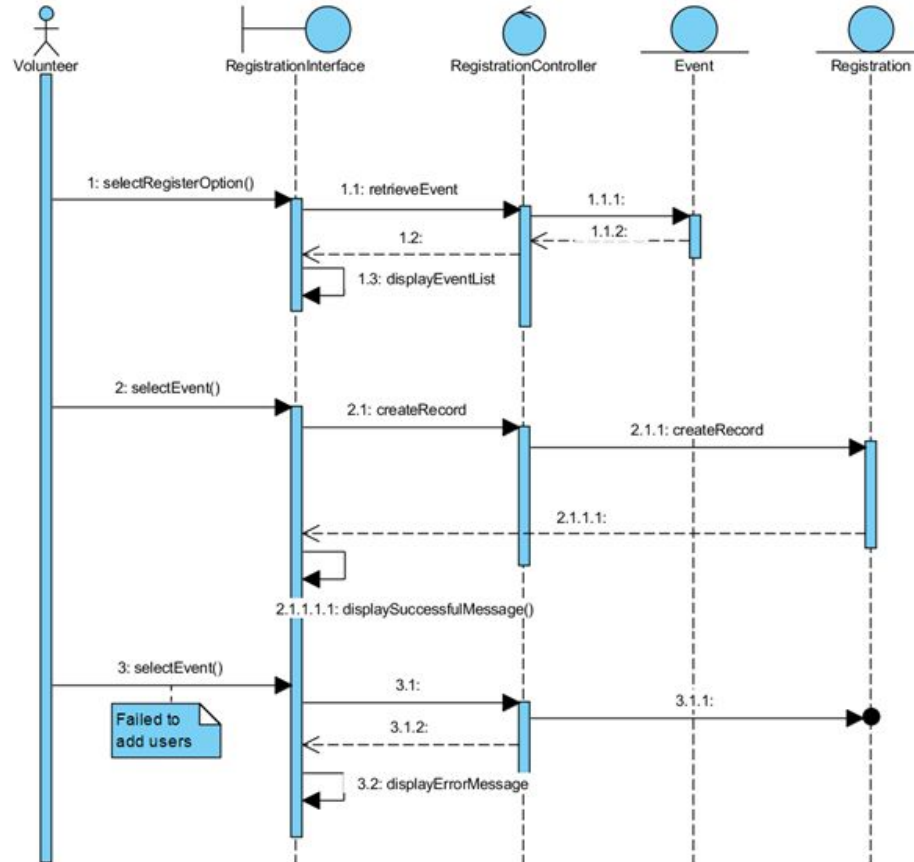 Volunteer
RegistrationInterface
RegistrationController
Event
Registration
1: selectRegisterOption()
1.1: retrieveEvent
1.1.1:
1.1.2:
1.2:
1.3: displayEventList
2: selectEvent()
2.1: createRecord
2.1.1: createRecord
2.1.1.1:
2.1.1.1.1: displaySuccessfulMessage()
3: selectEvent()
3.1:
3.1.1:
Failed to
add users
3.1.2:
3.2: displayErrorMessage